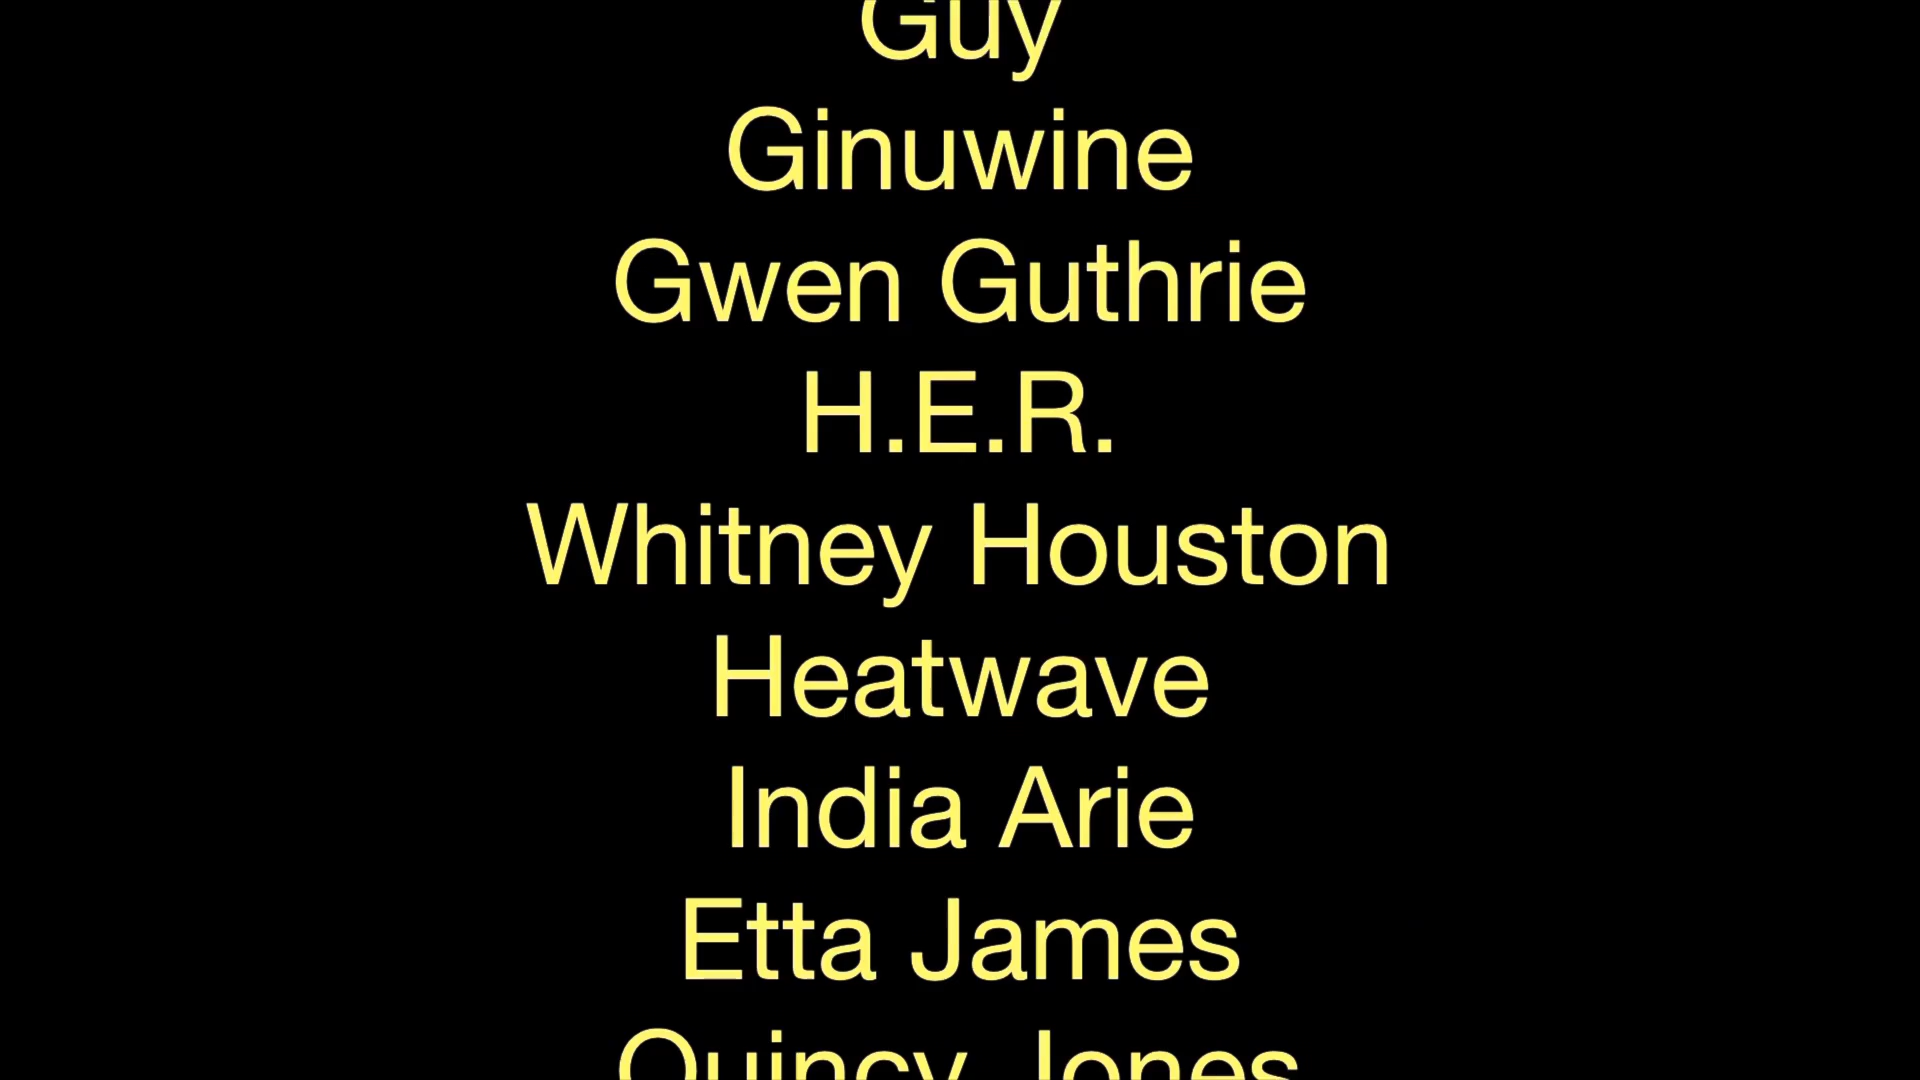 Guy
Ginuwine
Gwen Guthrie
H.E.R.
Whitney Houston
Heatwave
India Arie
Etta James
Quincy Jones